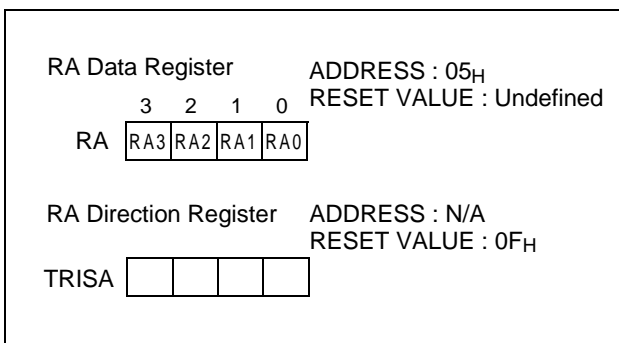 RA Data Register ADDRESS : 05H
RESET VALUE : Undefined
3 2 1 0
RA RA3 RA2 RA1 RA0
RA Direction Register ADDRESS : N/A
RESET VALUE : 0FH
TRISA